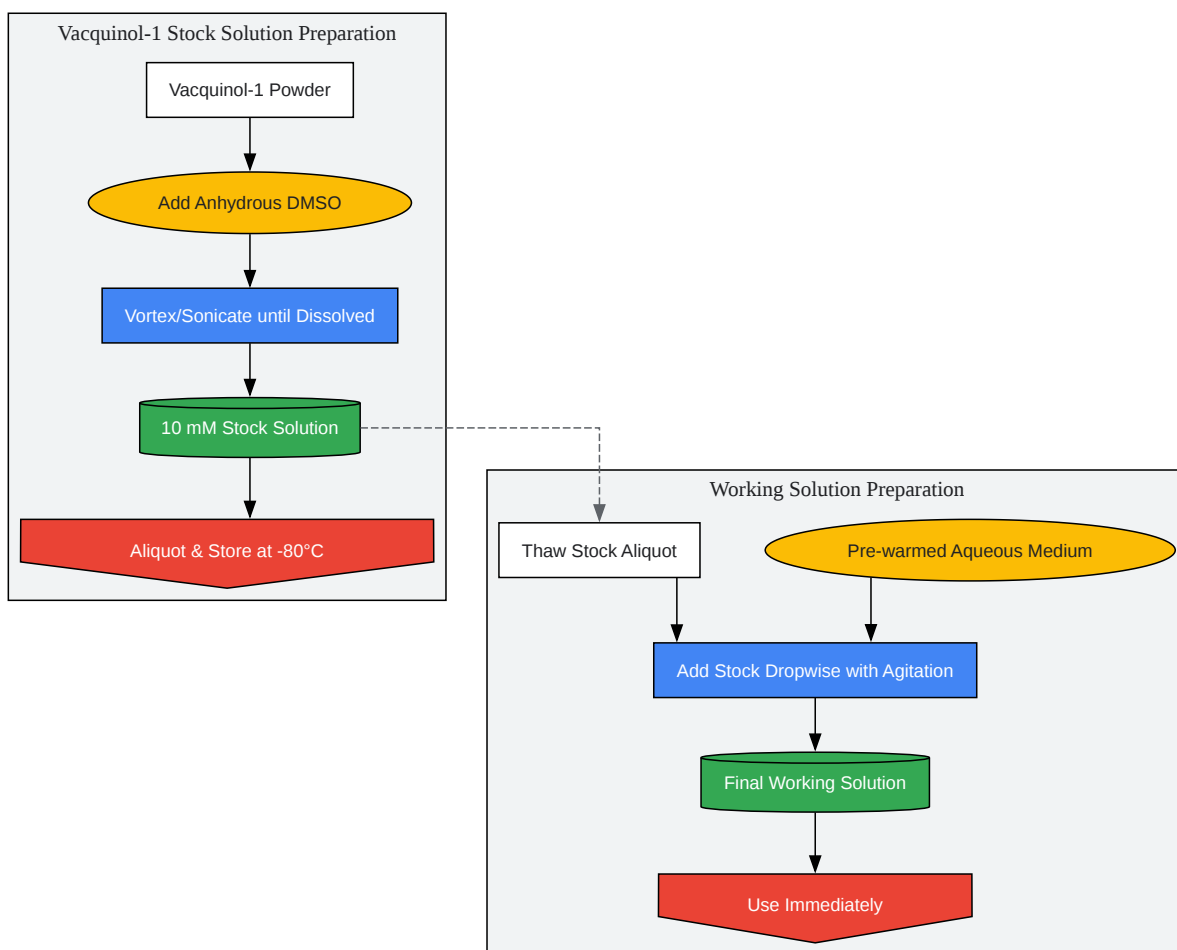 Vacquinol-1 Stock Solution Preparation
Vacquinol-1 Powder
Add Anhydrous DMSO
Vortex/Sonicate until Dissolved
10 mM Stock Solution
Aliquot & Store at -80°C
Working Solution Preparation
Thaw Stock Aliquot
Pre-warmed Aqueous Medium
Add Stock Dropwise with Agitation
Final Working Solution
Use Immediately